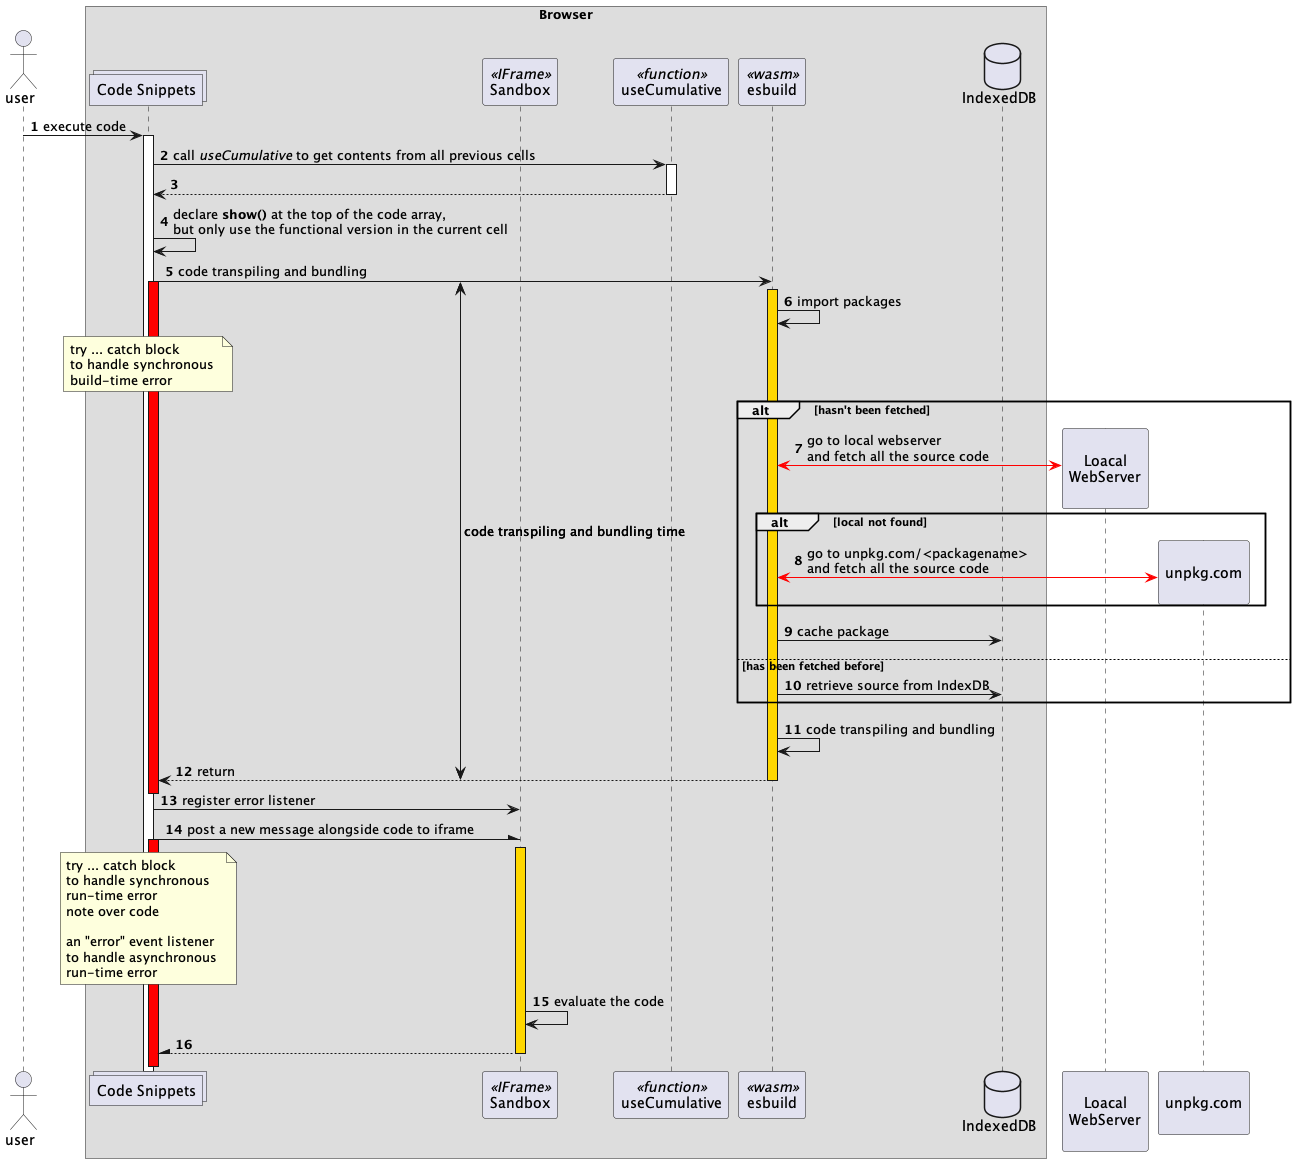 Browser
user
Code Snippets
«IFrame»
Sandbox
«function»
useCumulative
«wasm»
esbuild
IndexedDB
1 execute code
2 call useCumulative to get contents from all previous cells
3
4 declare show() at the top of the code array,
but only use the functional version in the current cell
5 code transpiling and bundling
6 import packages
try ... catch block
to handle synchronous
build-time error
alt [hasn't been fetched]
7 go to local webserver
and fetch all the source code
Loacal
WebServer
alt [local not found]
code transpiling and bundling time
8 go to unpkg.com/<packagename>
and fetch all the source code
unpkg.com
9 cache package
[has been fetched before]
10 retrieve source from IndexDB
11 code transpiling and bundling
12 return
13 register error listener
14 post a new message alongside code to iframe
try ... catch block
to handle synchronous
run-time error
note over code
an "error" event listener
to handle asynchronous
run-time error
15 evaluate the code
16
user
Code Snippets
«IFrame»
Sandbox
«function»
useCumulative
«wasm»
esbuild
IndexedDB
Loacal
WebServer
unpkg.com